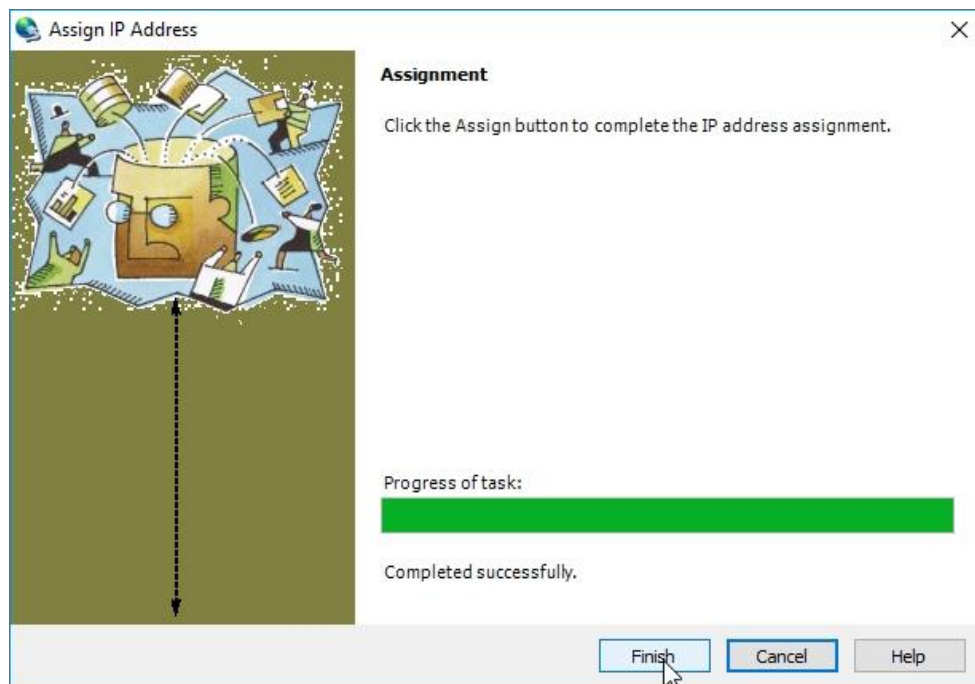 Assign IP Address
Assignment
Click the Assign button to complete the IP address assignment.
Progress of task:
Completed successfully.
Finish Cancel Help